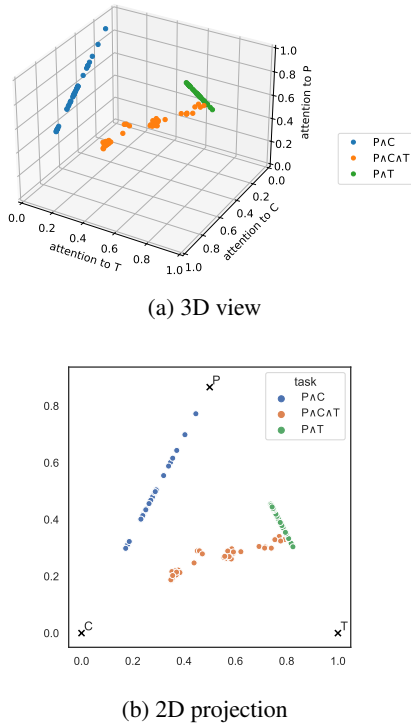 1.0
0.8
0.6
0.4
0.2
0.0
attention to P
0.0
0.2
0.4
0.6
0.8
1.0
attention to C
0.0
0.2
0.4
0.6
0.8
1.0
attention to T
P∧C
P∧C∧T
P∧T
(a) 3D view
0.8
0.6
0.4
0.2
0.0
P
C
T
task
P∧C
P∧C∧T
P∧T
0.0 0.2 0.4 0.6 0.8 1.0
(b) 2D projection